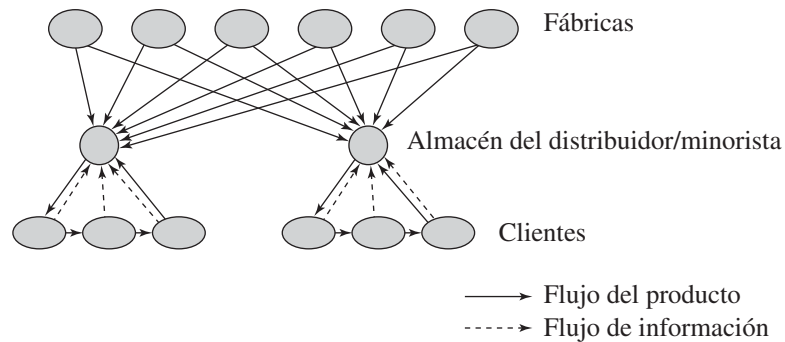 Fábricas
Almacén del distribuidor/minorista
Clientes
Flujo del producto
Flujo de información